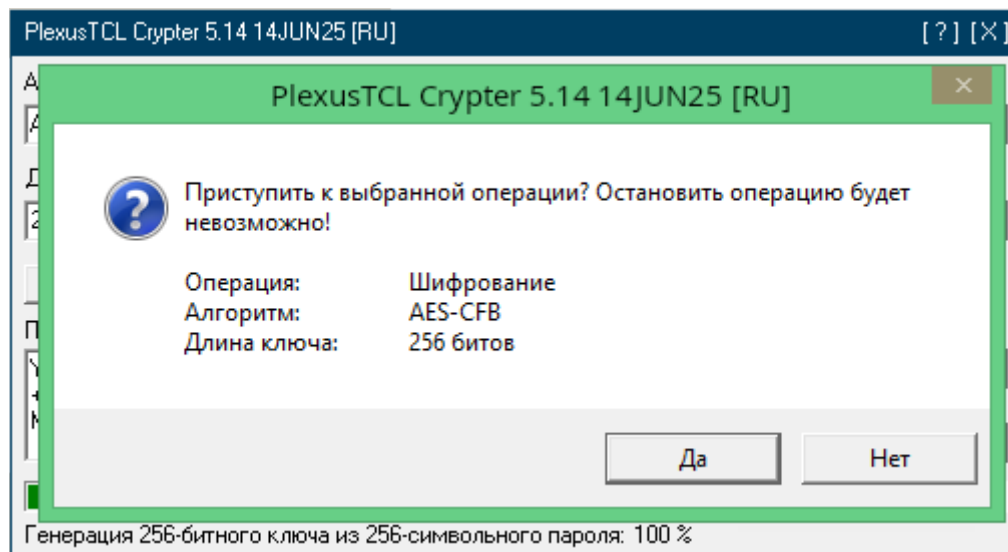 PlexusTCL Crypter 5.14 14JUN25 [RU] [?] [X]
PlexusTCL Crypter 5.14 14JUN25 [RU]
Приступить к выбранной операции? Остановить операцию будет
невозможно!
Операция: Шифрование
Алгоритм: AES-CFB
Длина ключа: 256 битов
Да Нет
Генерация 256-битного ключа из 256-символьного пароля: 100 %